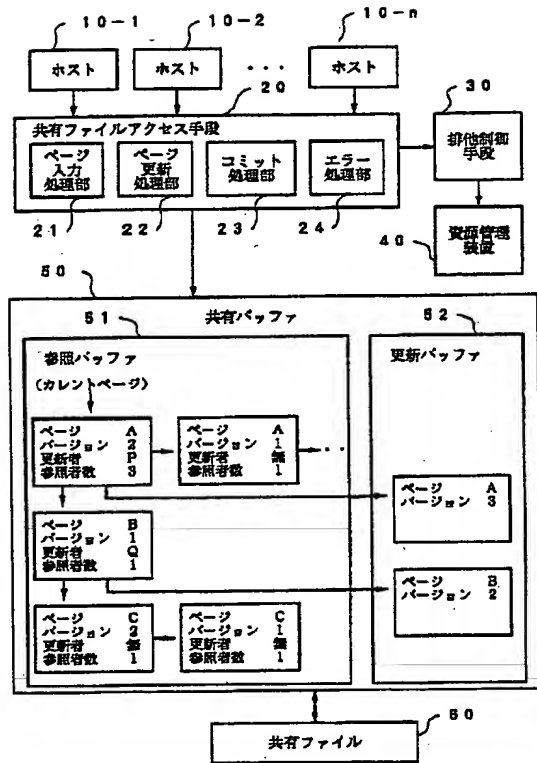 10-1
10-2
10-n
ホスト
ホスト
・・・
ホスト
20
共有ファイルアクセス手段
ページ
入力
処理部
ページ
更新
処理部
コミット
処理部
エラー
処理部
21
22
23
24
30
排他制御
手段
40
資源管理
装置
50
共有バッファ
51
52
参照バッファ
(カレントページ)
更新バッファ
ページ A
バージョン 2
更新者 P
参照者数 3
ページ A
バージョン 1
更新者 無
参照者数 1
・・
ページ A
バージョン 3
ページ B
バージョン 1
更新者 Q
参照者数 1
ページ B
バージョン 2
ページ C
バージョン 2
更新者 無
参照者数 1
ページ C
バージョン 1
更新者 無
参照者数 1
60
共有ファイル